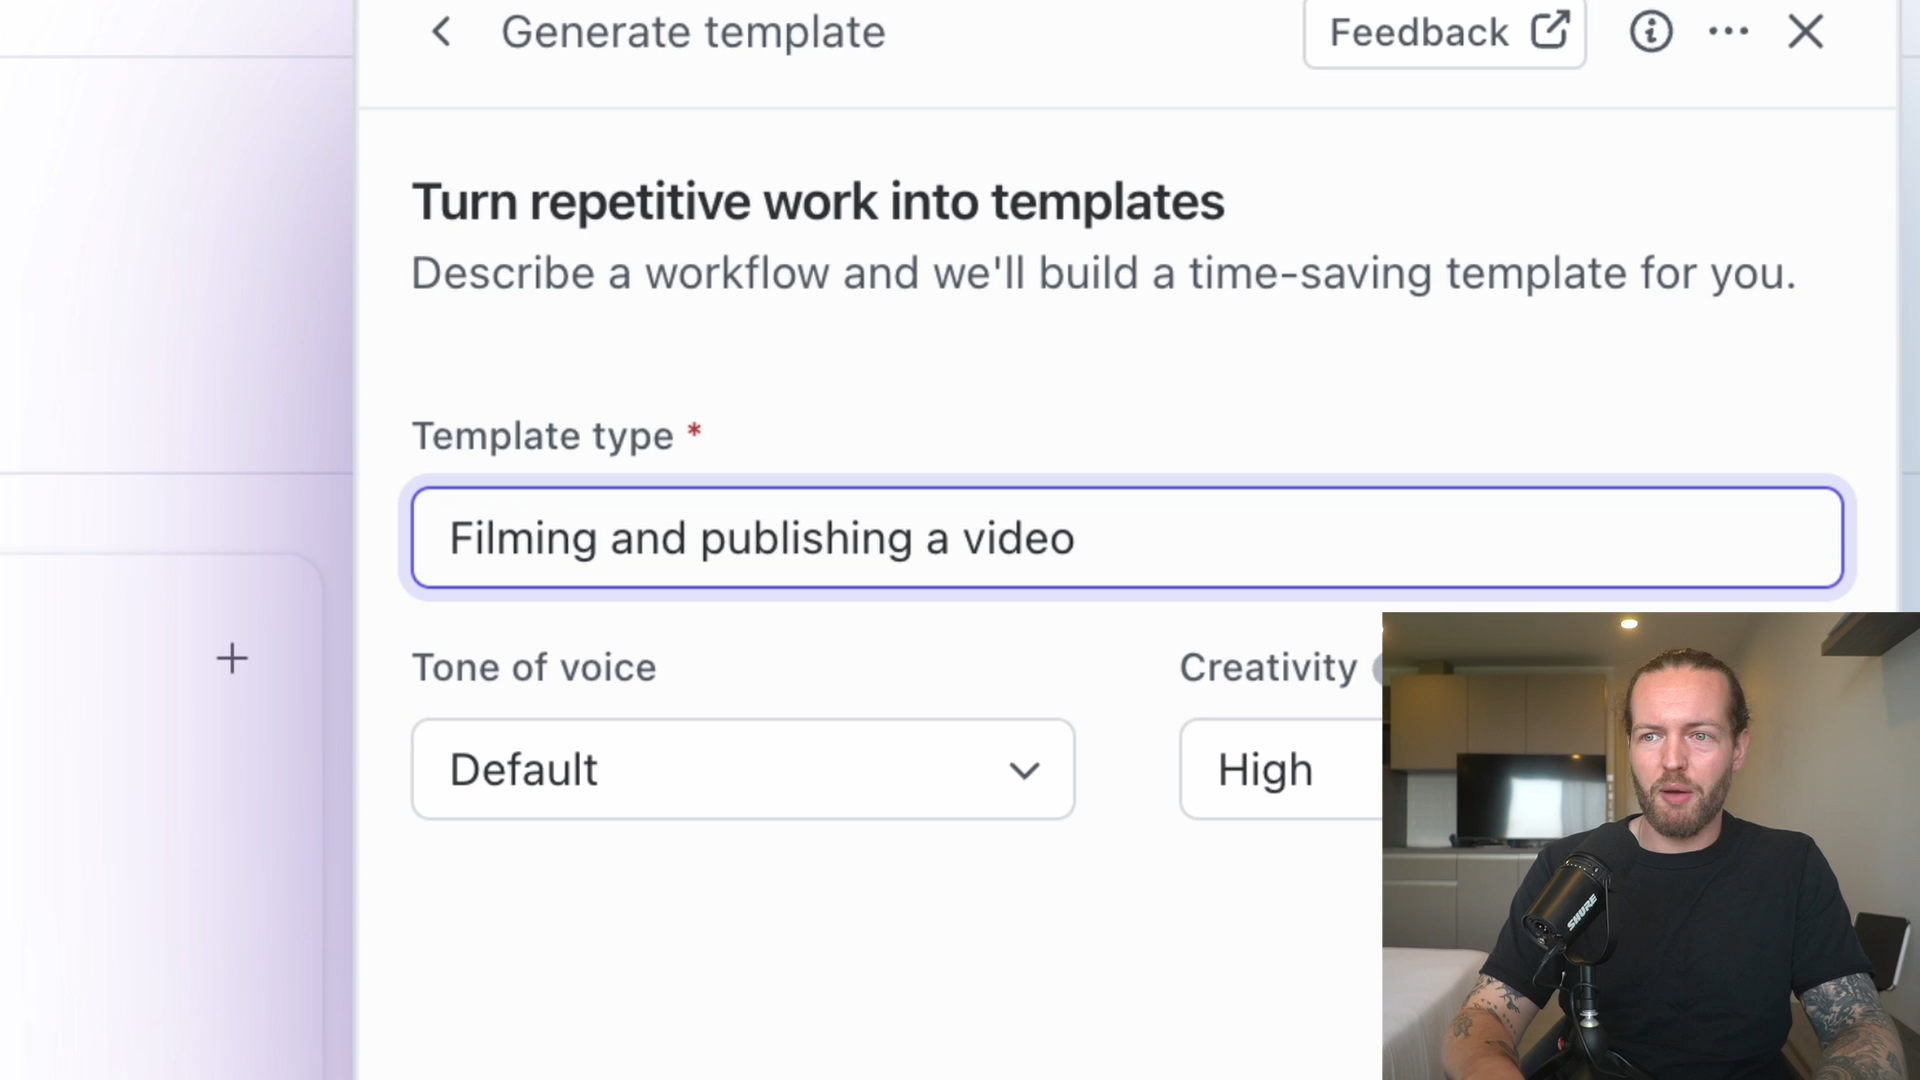 Generate template
Feedback
Turn repetitive work into templates
Describe a workflow and we'll build a time-saving template for you.
Template type *
Filming and publishing a video
Tone of voice
Creativity
Default
High
SHURE